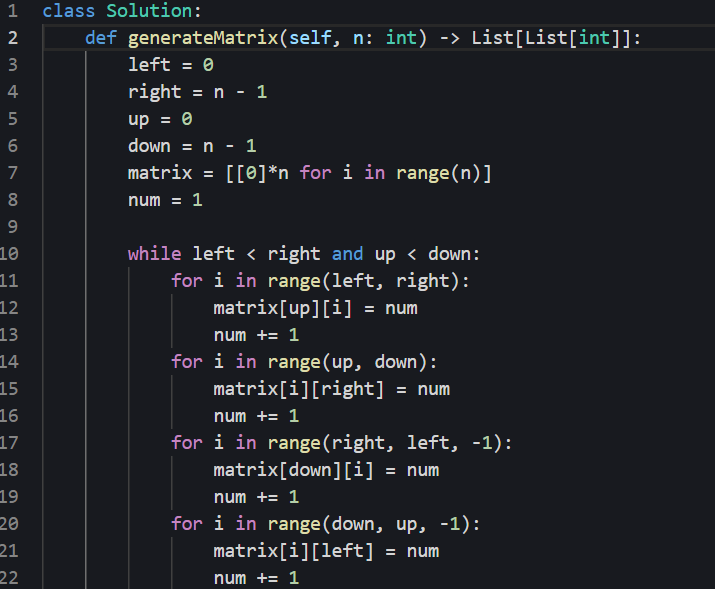 1 class Solution:
2     def generateMatrix(self, n: int) -> List[List[int]]:
3         left = 0
4         right = n - 1
5         up = 0
6         down = n - 1
7         matrix = [[0]*n for i in range(n)]
8         num = 1
9
10         while left < right and up < down:
11             for i in range(left, right):
12                 matrix[up][i] = num
13                 num += 1
14             for i in range(up, down):
15                 matrix[i][right] = num
16                 num += 1
17             for i in range(right, left, -1):
18                 matrix[down][i] = num
19                 num += 1
20             for i in range(down, up, -1):
21                 matrix[i][left] = num
22                 num += 1